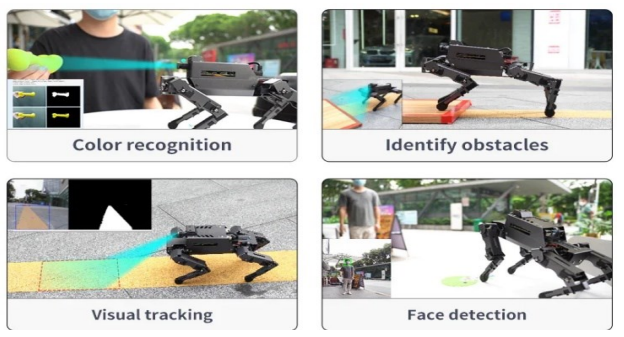 Color recognition
Identify obstacles
Visual tracking
Face detection